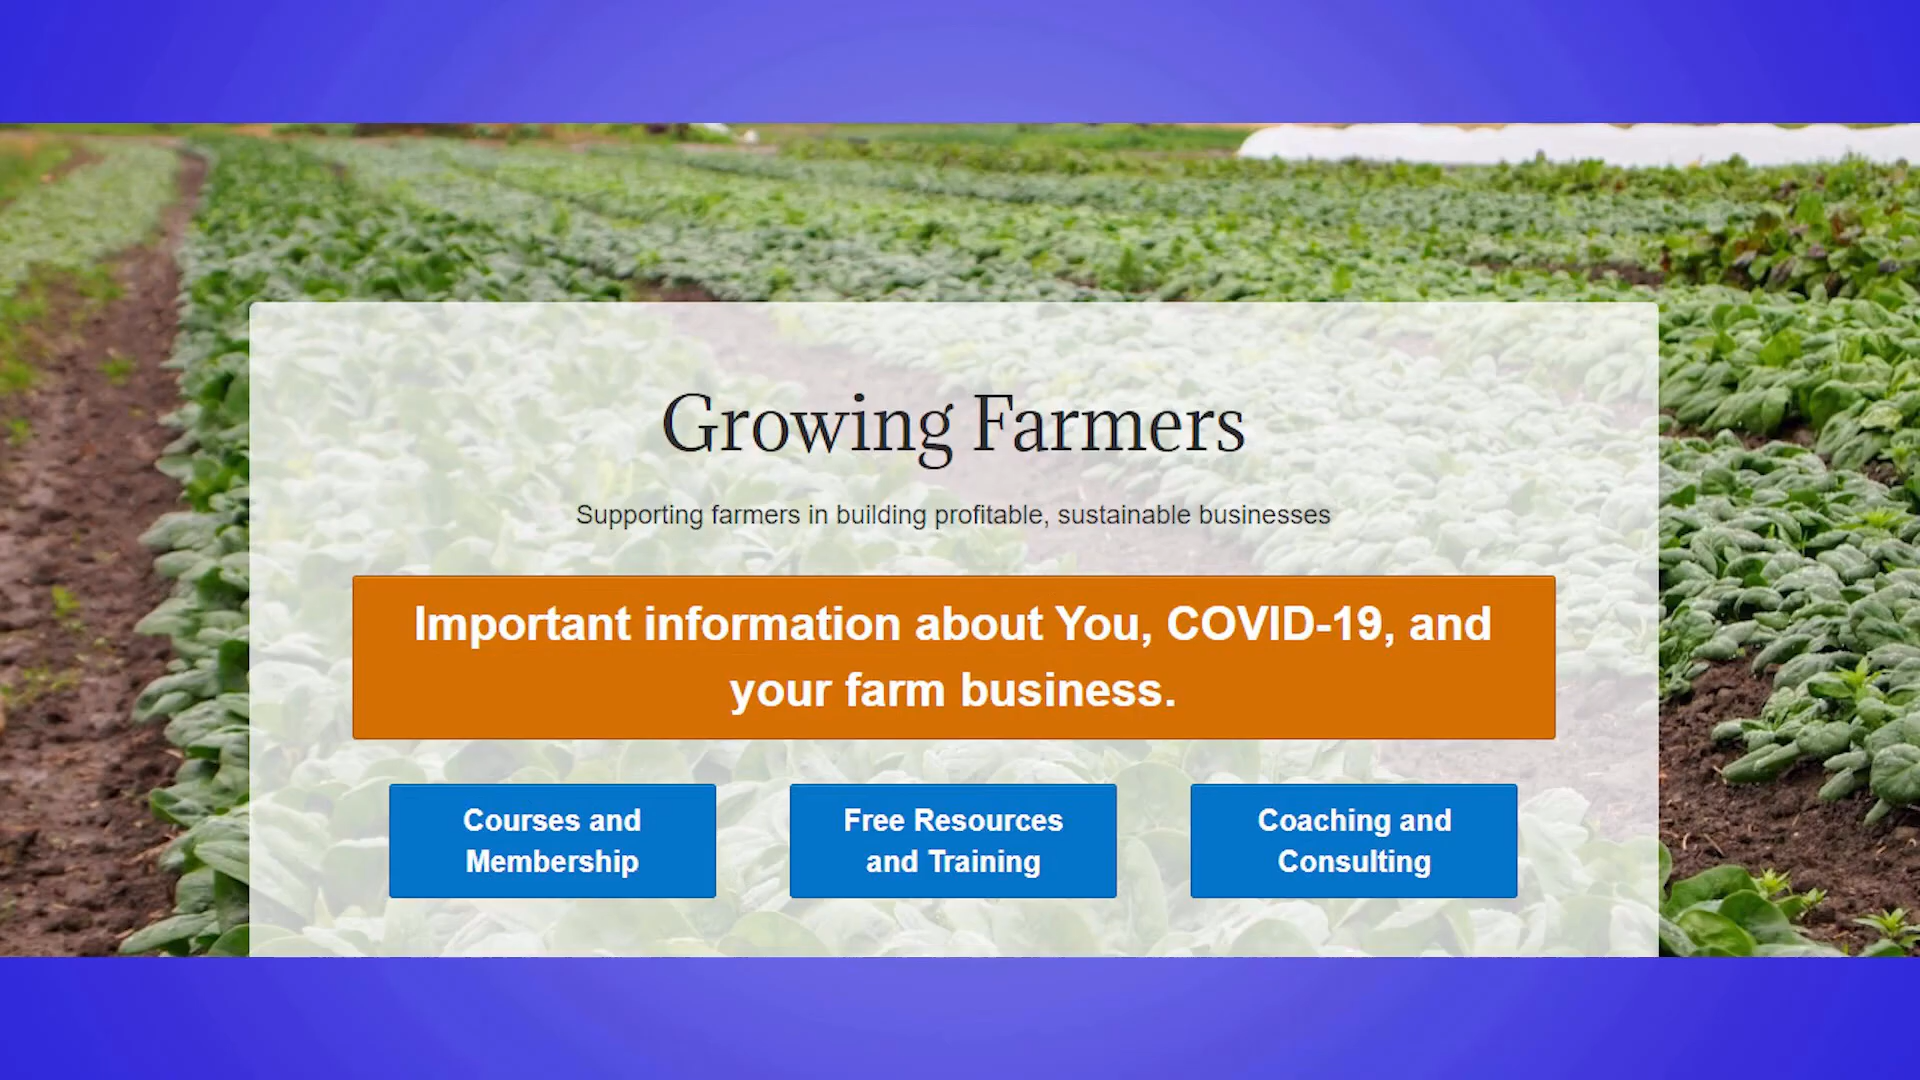 Growing Farmers
Supporting farmers in building profitable, sustainable businesses
Important information about You, COVID-19, and
your farm business.
Courses and
Membership
Free Resources
and Training
Coaching and
Consulting